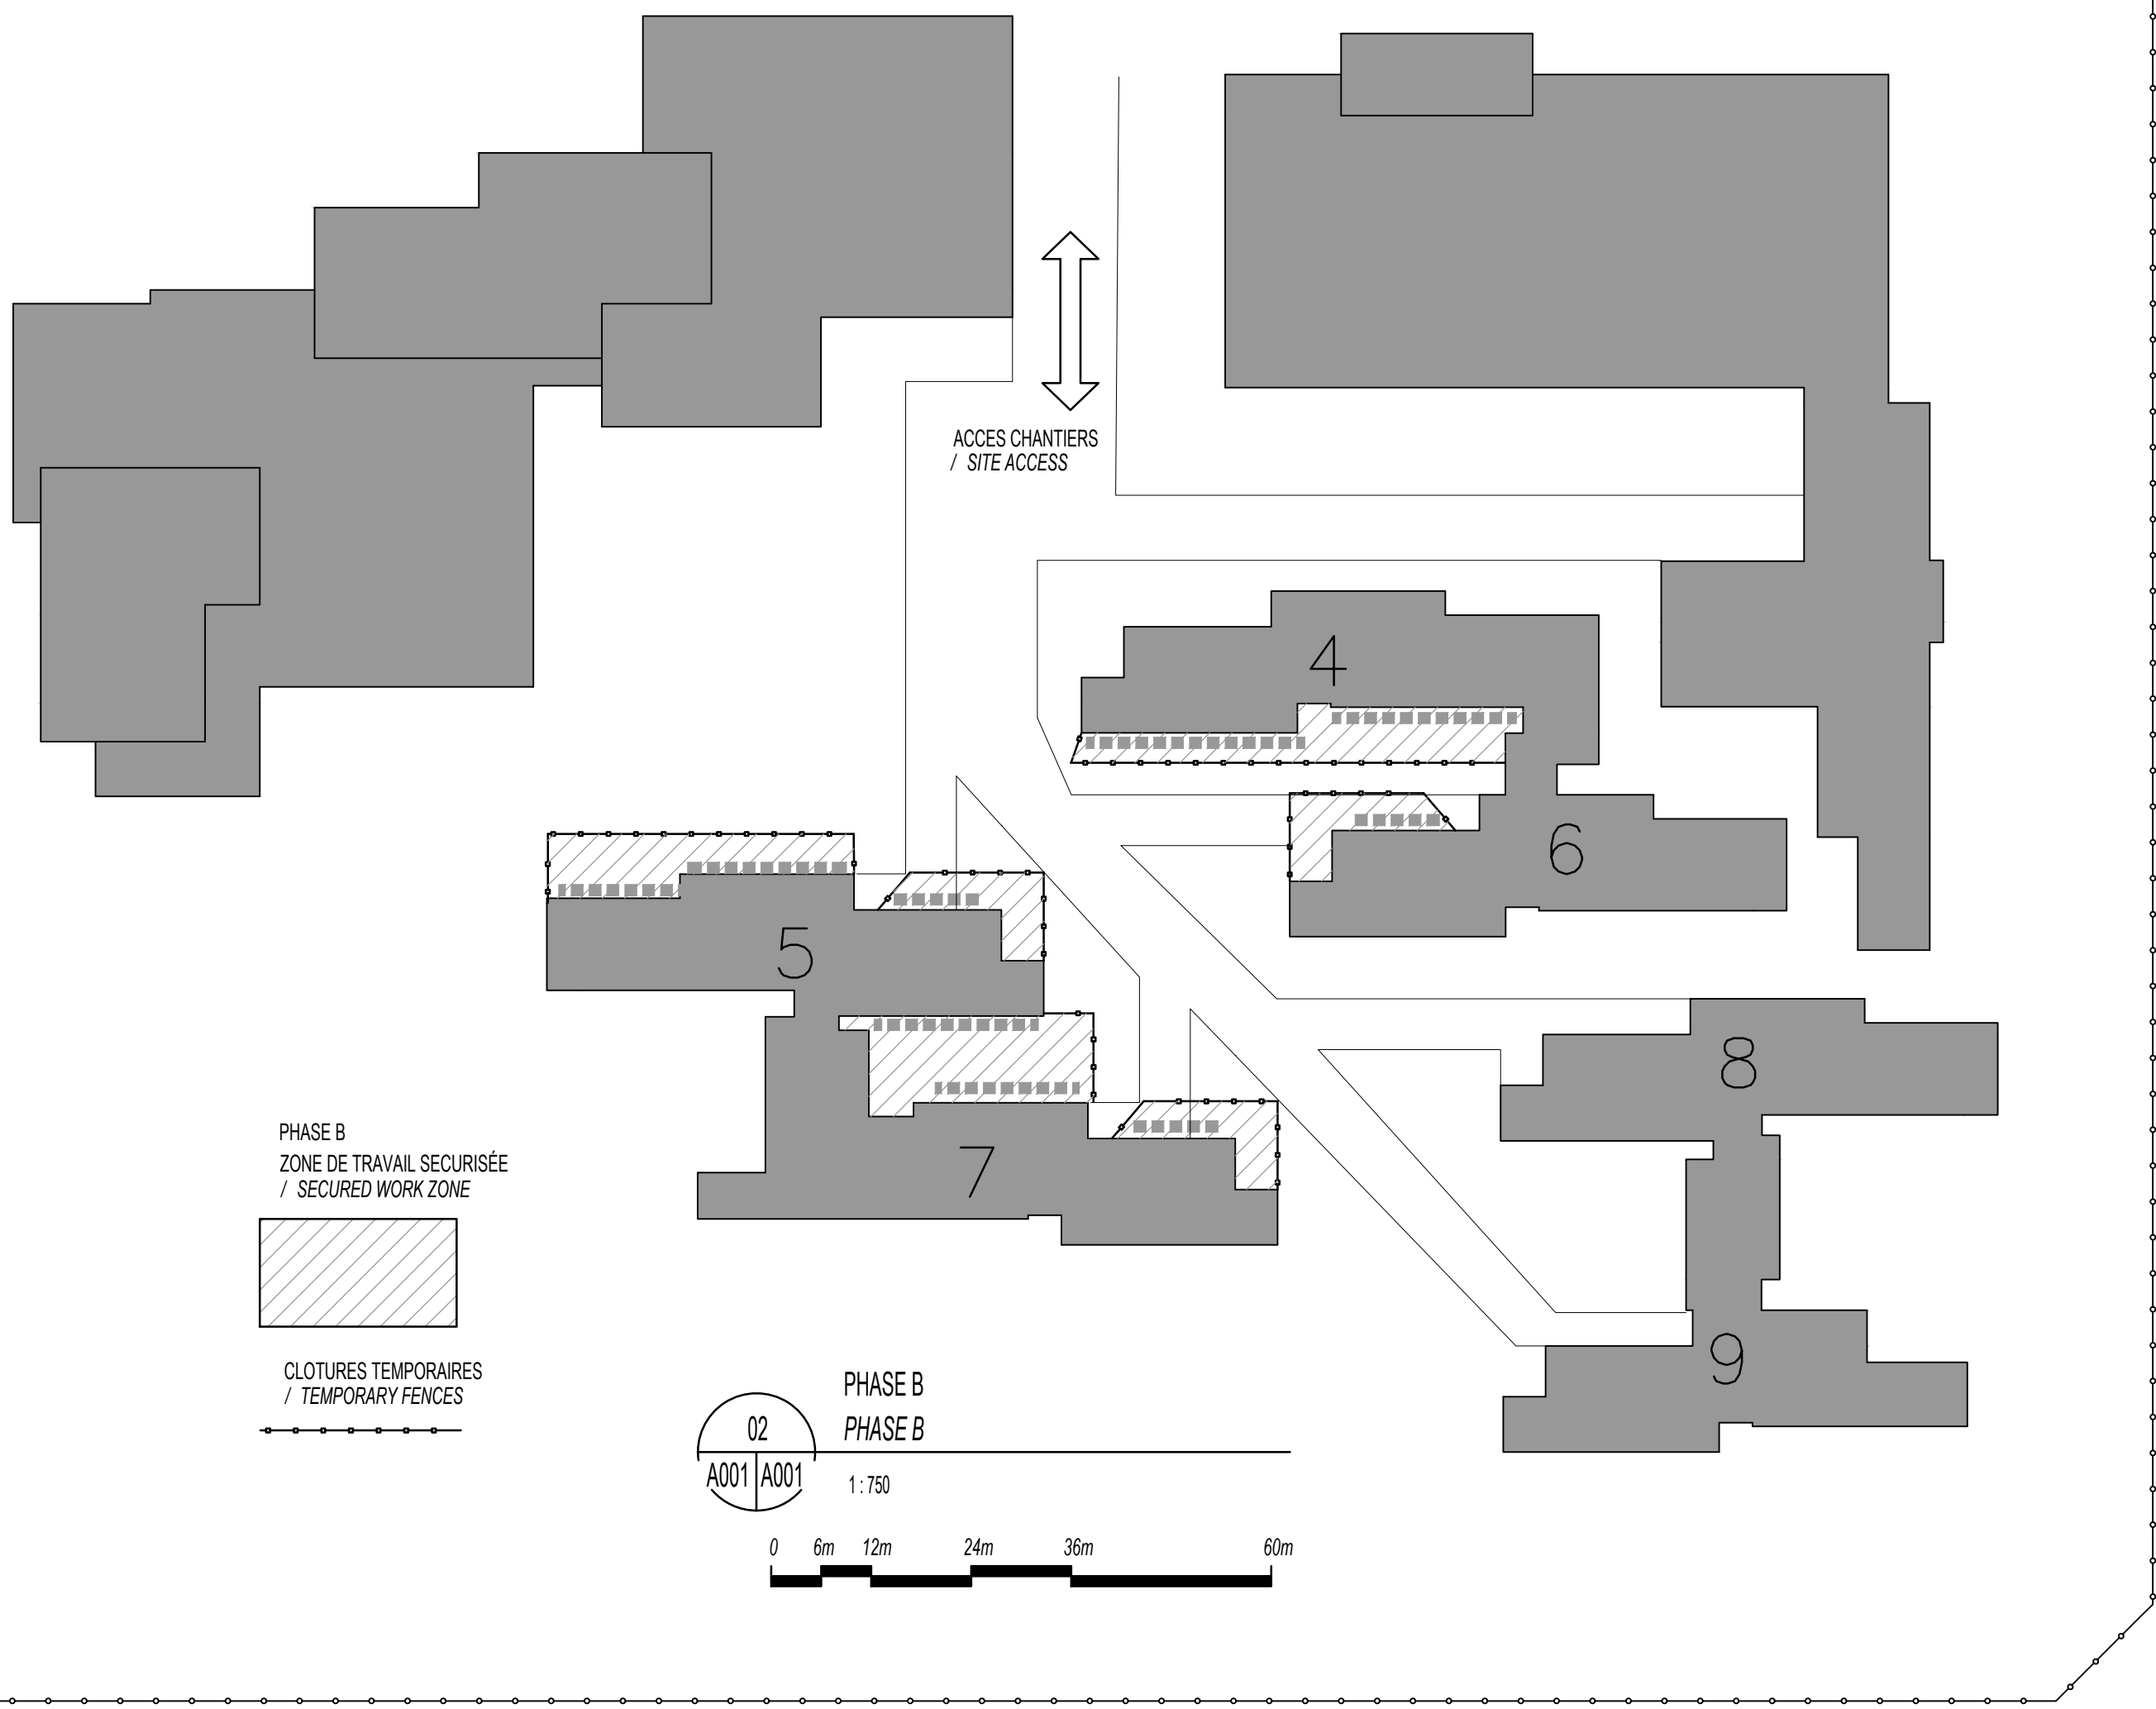 ACCES CHANTIERS
/ SITE ACCESS
4
6
5
8
7
9
PHASE B
ZONE DE TRAVAIL SECURISÉE
/ SECURED WORK ZONE
CLOTURES TEMPORAIRES
/ TEMPORARY FENCES
02
A001 A001
PHASE B
PHASE B
1 : 750
0 6m 12m 24m 36m 60m